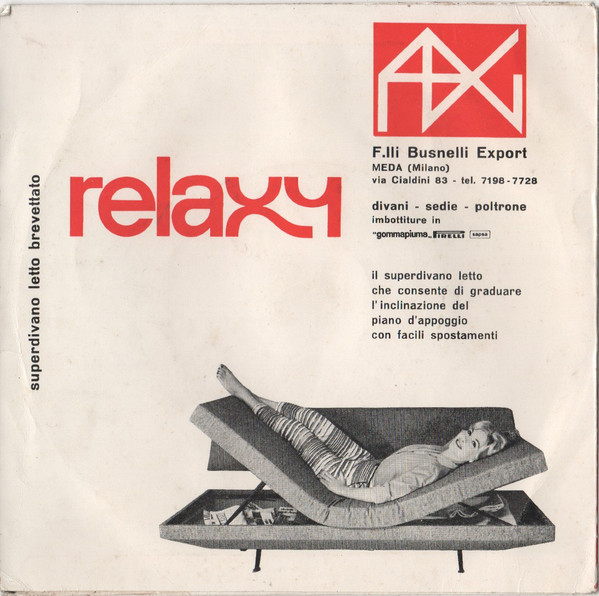 F.lli Busnelli Export
MEDA (Milano)
via Cialdini 83 - tel. 7198-7728
divani - sedie - poltrone
imbottiture in
"gommapiuma" PIRELLI sapsa
relaxy
superdivano letto brevettato
il superdivano letto
che consente di graduare
l'inclinazione del
piano d'appoggio
con facili spostamenti